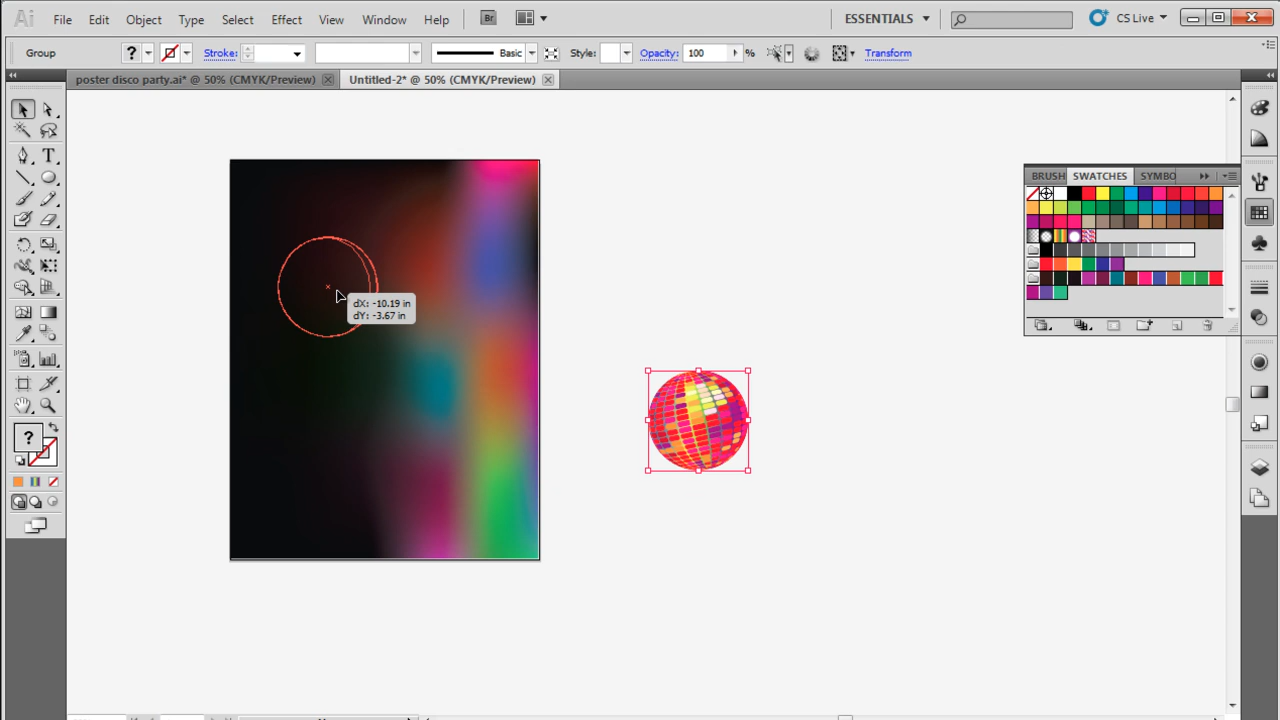 Ai File Edit Object Type Select Effect View Window Help Br ESSENTIALS CS Live
Group ? Stroke: Basic Style: Opacity: 100 % Transform
poster disco party.ai* @ 50% (CMYK/Preview) Untitled-2* @ 50% (CMYK/Preview)
BRUSH SWATCHES SYMBO
dX: -10.19 in
dY: -3.67 in
T
?